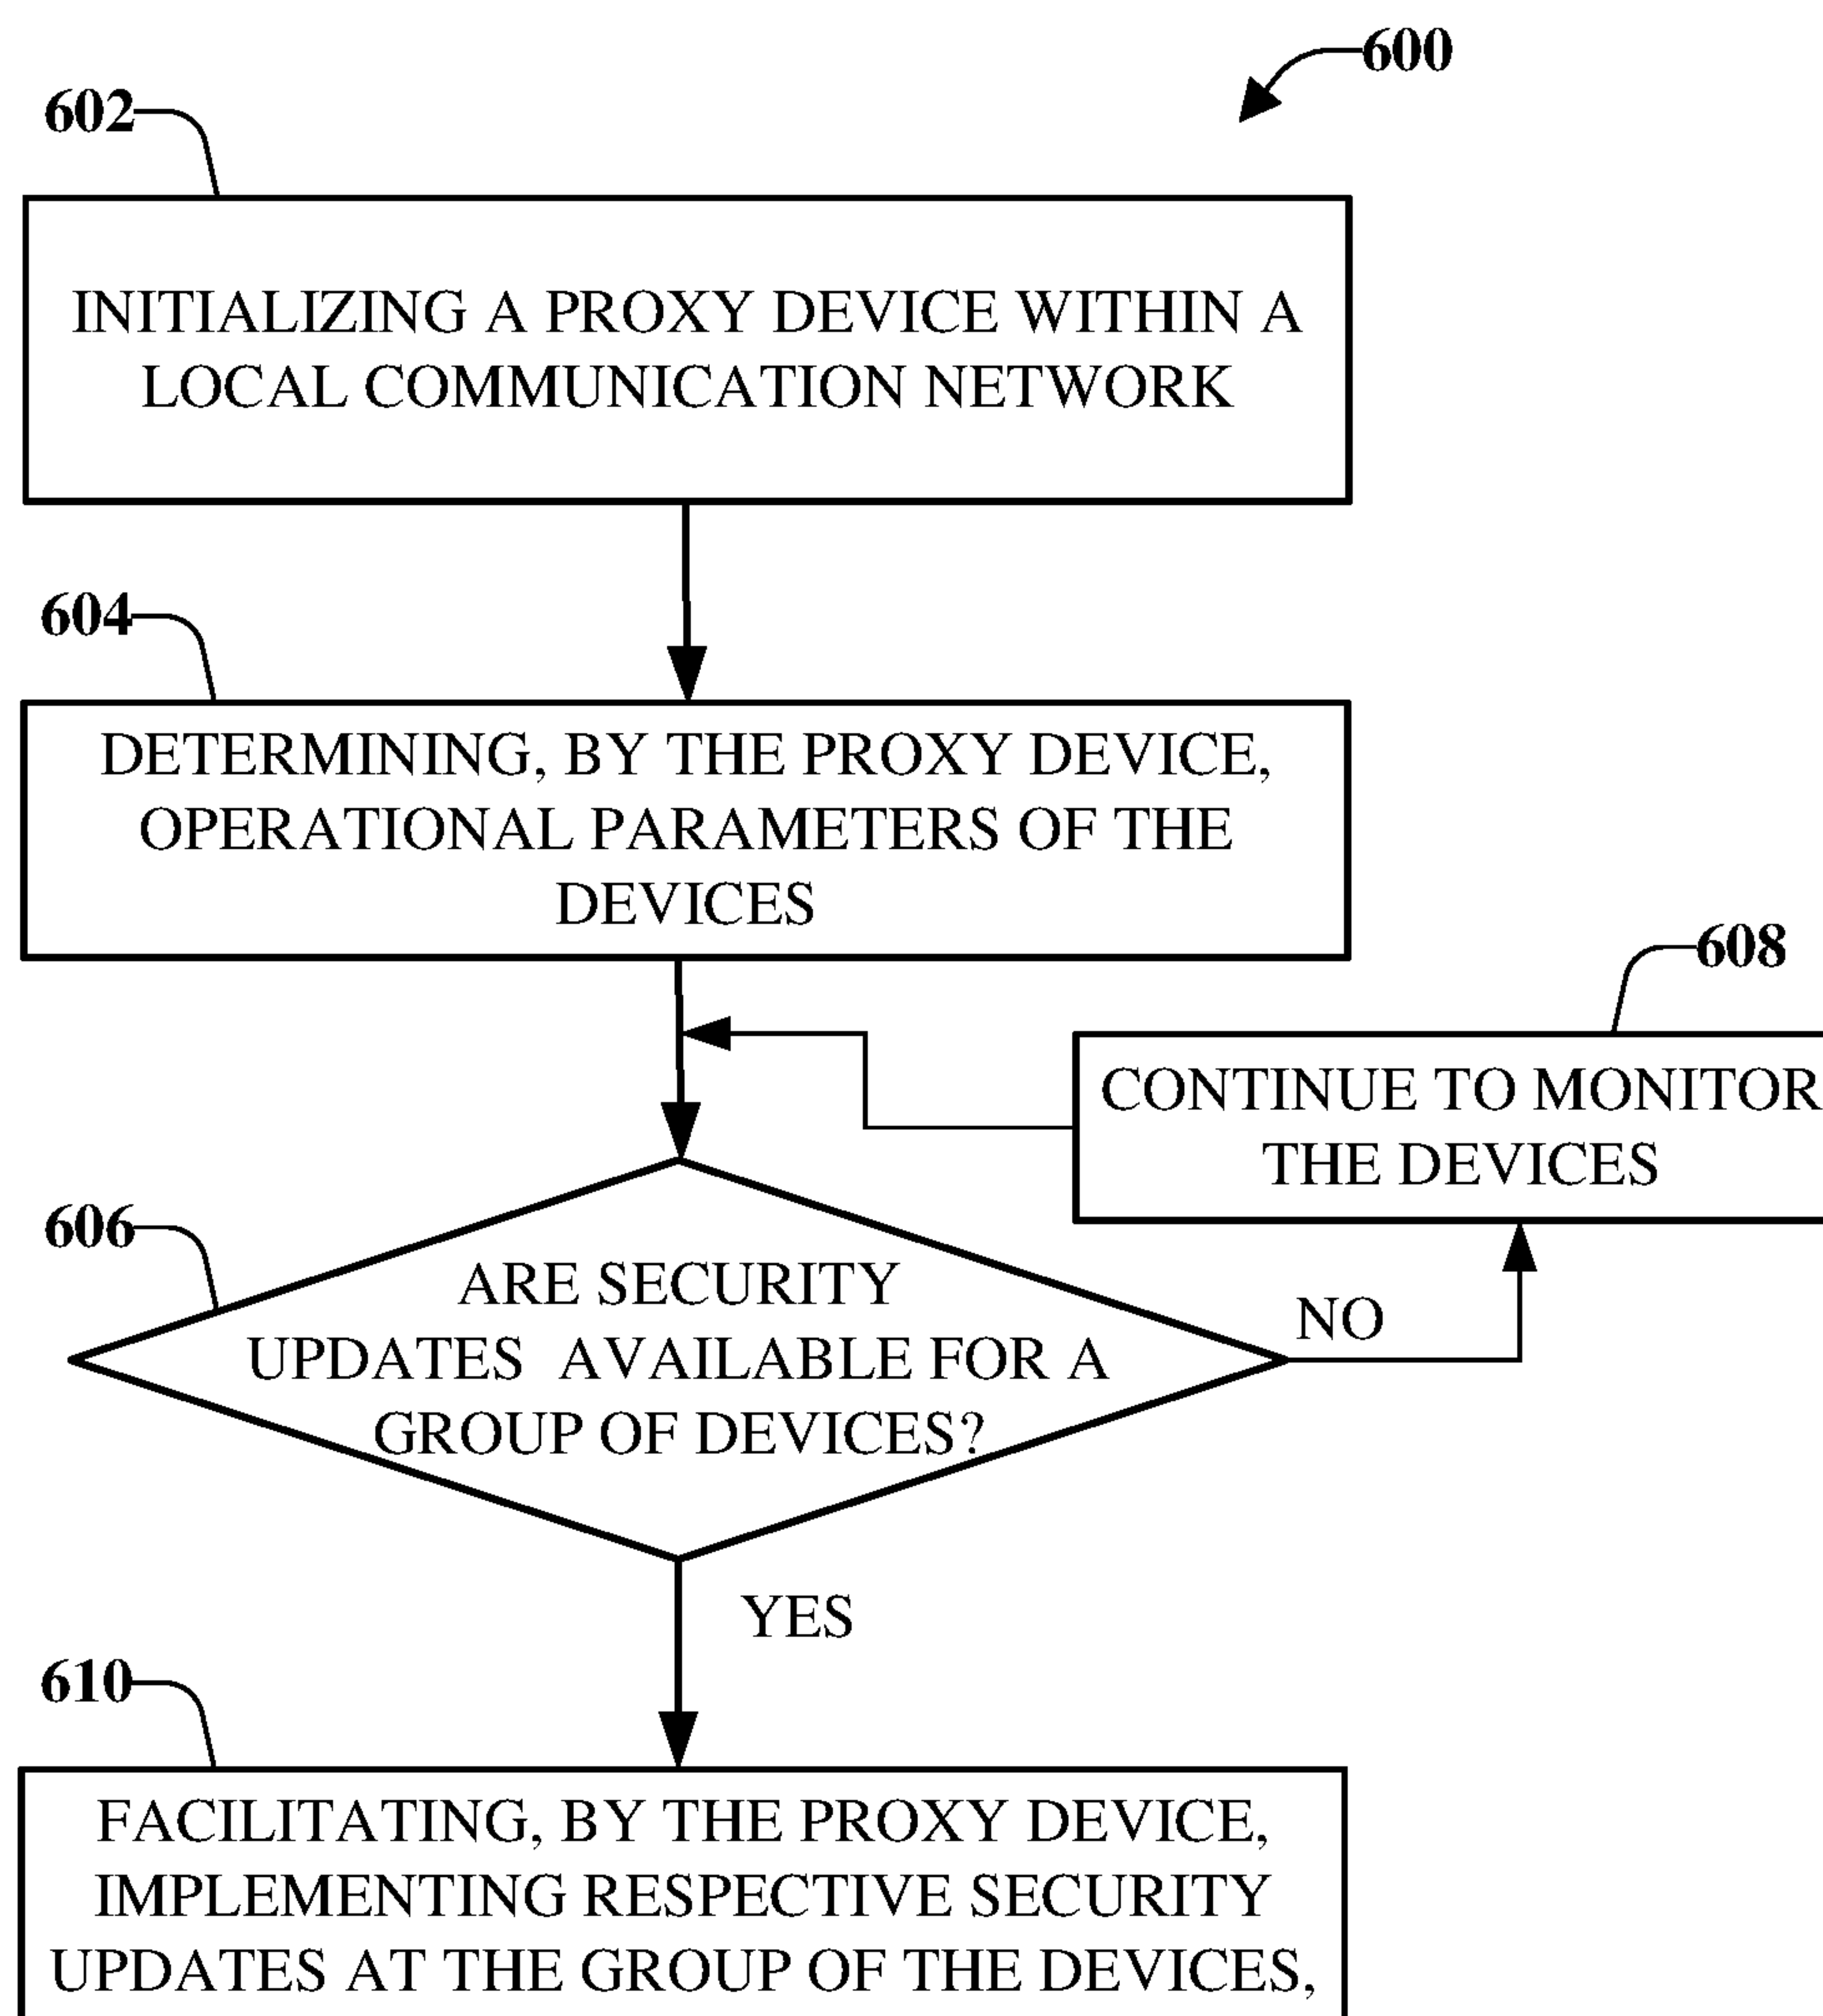 600
602
INITIALIZING A PROXY DEVICE WITHIN A
LOCAL COMMUNICATION NETWORK
604
DETERMINING, BY THE PROXY DEVICE,
OPERATIONAL PARAMETERS OF THE
DEVICES
608
CONTINUE TO MONITOR
THE DEVICES
606
ARE SECURITY
UPDATES AVAILABLE FOR A
GROUP OF DEVICES?
NO
YES
610
FACILITATING, BY THE PROXY DEVICE,
IMPLEMENTING RESPECTIVE SECURITY
UPDATES AT THE GROUP OF THE DEVICES,